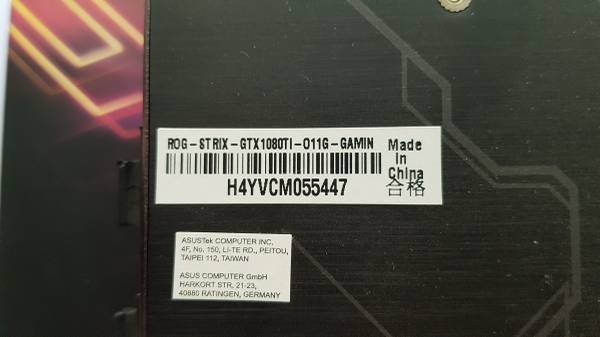 ROG-STRIX-GTX1080TI-O11G-GAMIN
H4YVCM055447
Made
in
China
合格
ASUSTek COMPUTER INC.
4F, No. 150, LI-TE RD., PEITOU,
TAIPEI 112, TAIWAN
ASUS COMPUTER GmbH
HARKORT STR. 21-23,
40880 RATINGEN, GERMANY